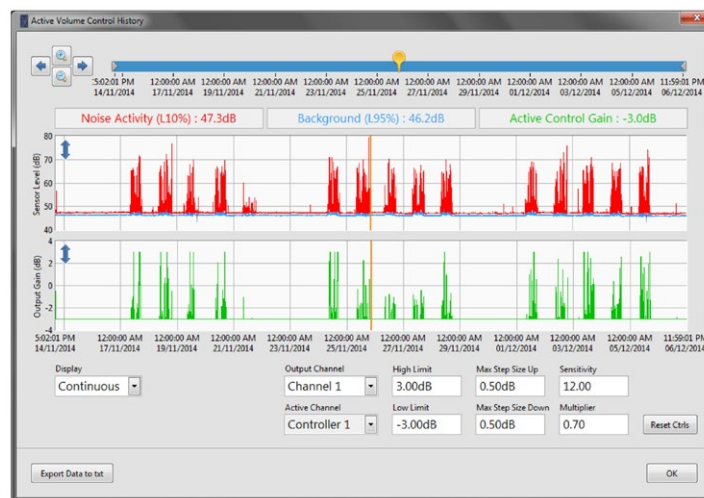 Active Volume Control History
5:02:01 PM 12:00:00 AM 12:00:00 AM 12:00:00 AM 12:00:00 AM 12:00:00 AM 12:00:00 AM 12:00:00 AM 12:00:00 AM 12:00:00 AM 12:00:00 AM 11:59:01 PM
14/11/2014 17/11/2014 19/11/2014 21/11/2014 23/11/2014 25/11/2014 27/11/2014 29/11/2014 01/12/2014 03/12/2014 05/12/2014 06/12/2014
Noise Activity (L10%) : 47.3dB Background (L95%) : 46.2dB Active Control Gain : -3.0dB
Sensor Level (dB)
80
70
60
50
40
Output Gain (dB)
4
2
0
-2
-4
5:02:01 PM 12:00:00 AM 12:00:00 AM 12:00:00 AM 12:00:00 AM 12:00:00 AM 12:00:00 AM 12:00:00 AM 12:00:00 AM 12:00:00 AM 12:00:00 AM 11:59:01 PM
14/11/2014 17/11/2014 19/11/2014 21/11/2014 23/11/2014 25/11/2014 27/11/2014 29/11/2014 01/12/2014 03/12/2014 05/12/2014 06/12/2014
Display Output Channel High Limit Max Step Size Up Sensitivity
Continuous Channel 1 3.00dB 0.50dB 12.00
Active Channel Low Limit Max Step Size Down Multiplier
Controller 1 -3.00dB 0.50dB 0.70 Reset Ctrls
Export Data to txt OK